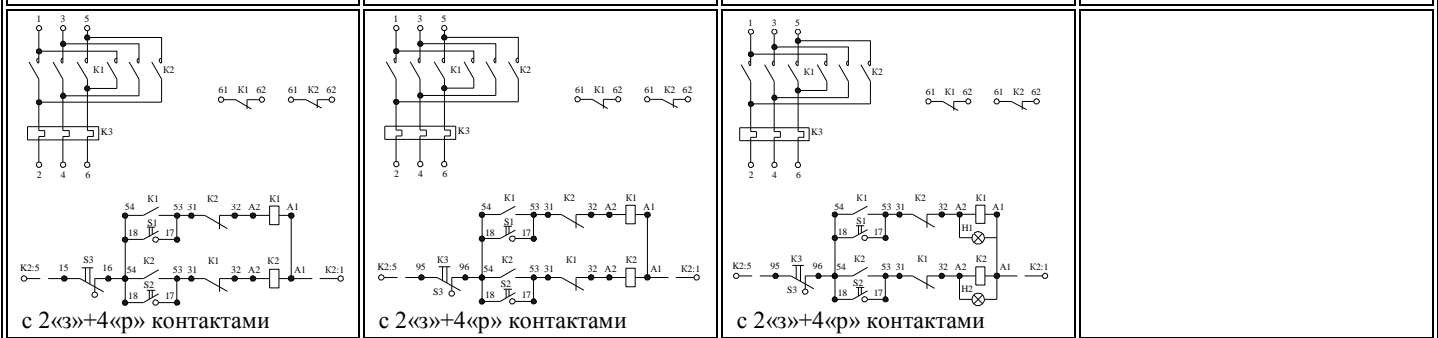 1 3 5
K1 K2
61 K1 62 61 K2 62
K3
2 4 6
54 K1 53 31 K2 32 A2 K1 A1
18 S1 17
K2:5 15 S3 16 54 K2 53 31 K1 32 A2 K2 A1 K2:1
18 S2 17
с 2«з»+4«р» контактами
1 3 5
K1 K2
61 K1 62 61 K2 62
K3
2 4 6
54 K1 53 31 K2 32 A2 K1 A1
18 S1 17
K2:5 95 K3 96 54 K2 53 31 K1 32 A2 K2 A1 K2:1
S3
18 S2 17
с 2«з»+4«р» контактами
1 3 5
K1 K2
61 K1 62 61 K2 62
K3
2 4 6
54 K1 53 31 K2 32 A2 K1 A1
18 S1 17 H1
K2:5 95 K3 96 54 K2 53 31 K1 32 A2 K2 A1 K2:1
S3
18 S2 17 H2
с 2«з»+4«р» контактами